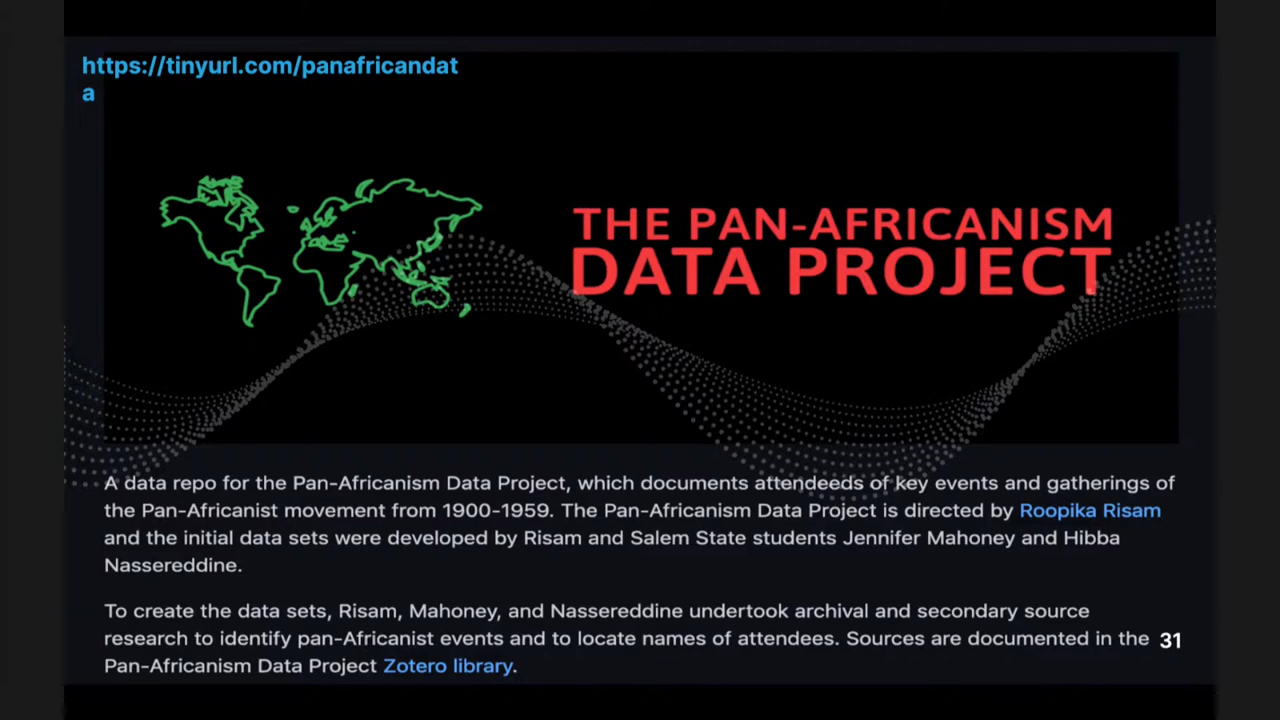 https://tinyurl.com/panafricandat
a
THE PAN-AFRICANISM
DATA PROJECT
A data repo for the Pan-Africanism Data Project, which documents attendeeds of key events and gatherings of
the Pan-Africanist movement from 1900-1959. The Pan-Africanism Data Project is directed by Roopika Risam
and the initial data sets were developed by Risam and Salem State students Jennifer Mahoney and Hibba
Nassereddine.
To create the data sets, Risam, Mahoney, and Nassereddine undertook archival and secondary source
research to identify pan-Africanist events and to locate names of attendees. Sources are documented in the
Pan-Africanism Data Project Zotero library.
31